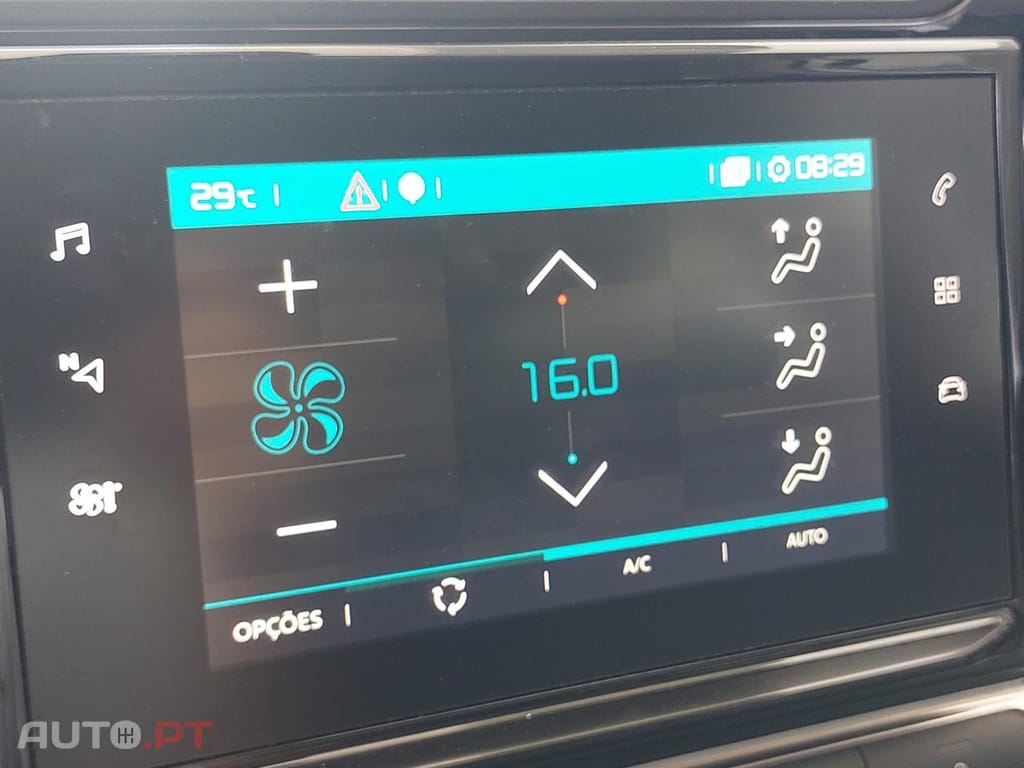 29°C
08:29
N
16.0
OPÇÕES
A/C
AUTO
AUTO.PT